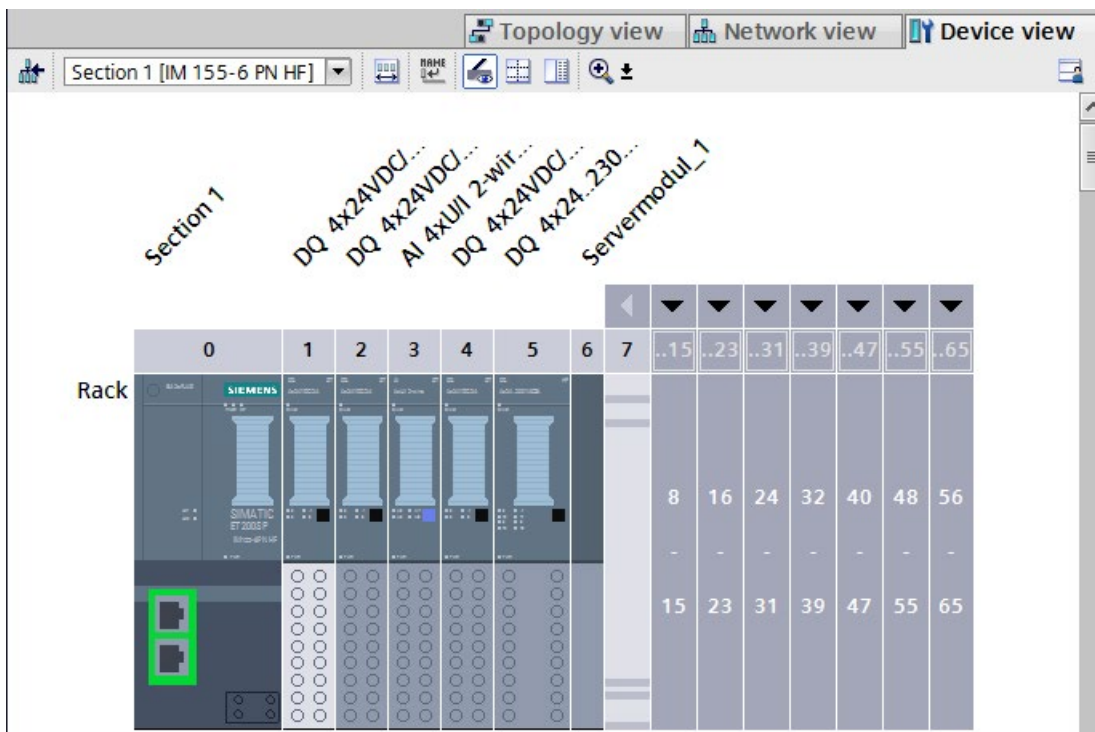 Topology view Network view Device view
Section 1 [IM 155-6 PN HF] NAME
Section 1
DQ 4x24VDC/...
DQ 4x24VDC/...
AI 4xU/I 2-wir...
DQ 4x24VDC/...
DQ 4x24..230...
Servermodul_1
0 1 2 3 4 5 6 7 ..15 ..23 ..31 ..39 ..47 ..55 ..65
Rack
SIEMENS
8 16 24 32 40 48 56
SIMATIC
ET 200SP
- - - - - - -
15 23 31 39 47 55 65